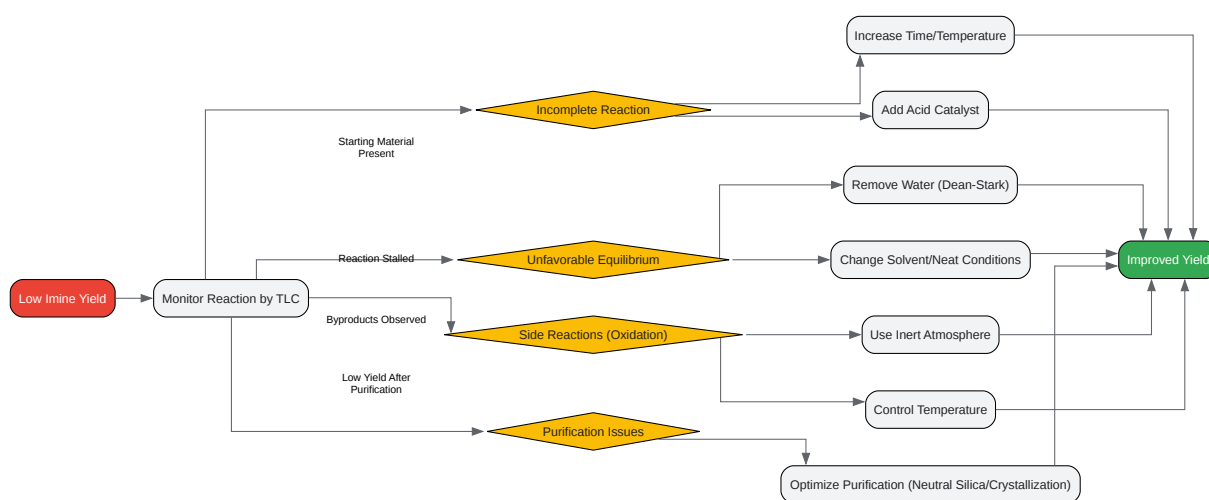 Increase Time/Temperature
Incomplete Reaction
Add Acid Catalyst
Starting Material
Present
Remove Water (Dean-Stark)
Reaction Stalled
Unfavorable Equilibrium
Change Solvent/Neat Conditions
Improved Yield
Low Imine Yield
Monitor Reaction by TLC
Byproducts Observed
Side Reactions (Oxidation)
Use Inert Atmosphere
Low Yield After
Purification
Control Temperature
Purification Issues
Optimize Purification (Neutral Silica/Crystallization)